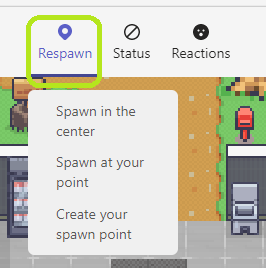 Respawn Status Reactions
Spawn in the
center
Spawn at your
point
Create your
spawn point